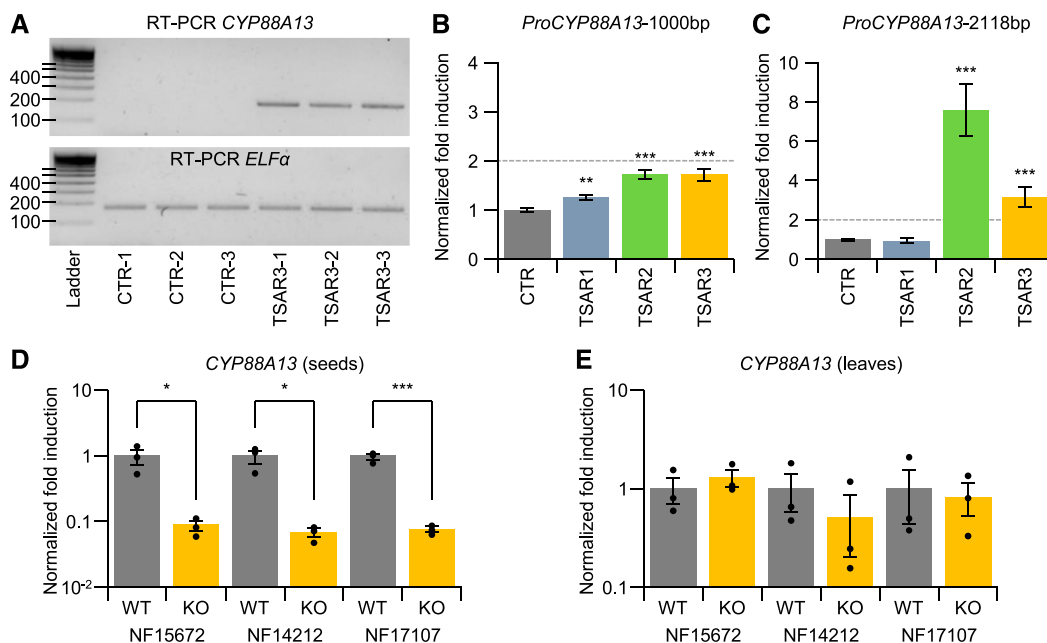 A
RT-PCR CYP88A13
400
200
100
RT-PCR ELFα
400
200
100
Ladder
CTR-1
CTR-2
CTR-3
TSAR3-1
TSAR3-2
TSAR3-3
B
ProCYP88A13-1000bp
Normalized fold induction
4
3
2
1
0
**
***
***
CTR
TSAR1
TSAR2
TSAR3
C
ProCYP88A13-2118bp
Normalized fold induction
10
8
6
4
2
0
***
***
CTR
TSAR1
TSAR2
TSAR3
D
CYP88A13 (seeds)
Normalized fold induction
10
1
0.1
10-2
*
*
***
WT KO WT KO WT KO
NF15672 NF14212 NF17107
E
CYP88A13 (leaves)
Normalized fold induction
10
1
0.1
WT KO WT KO WT KO
NF15672 NF14212 NF17107